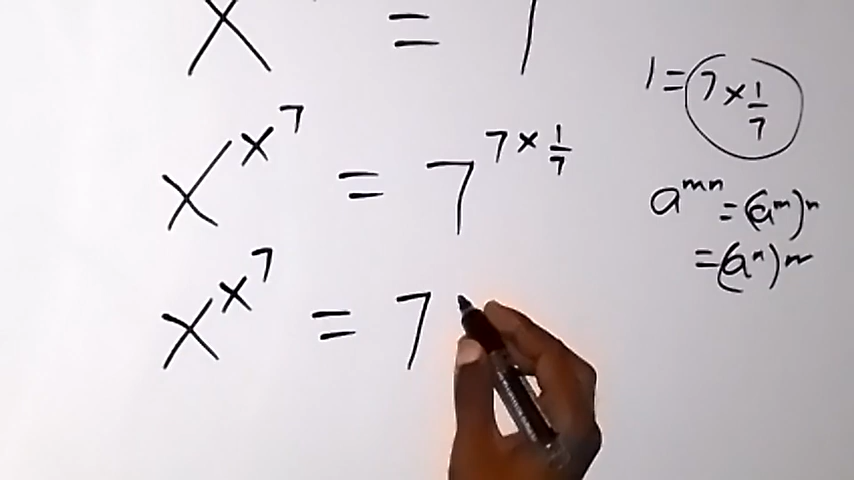 x = 7
x^x^7 = 7^(7 × 1/7)
x^x^7 = 7
1 = 7 × 1/7
a^mn = (a^m)^n
= (a^n)^m